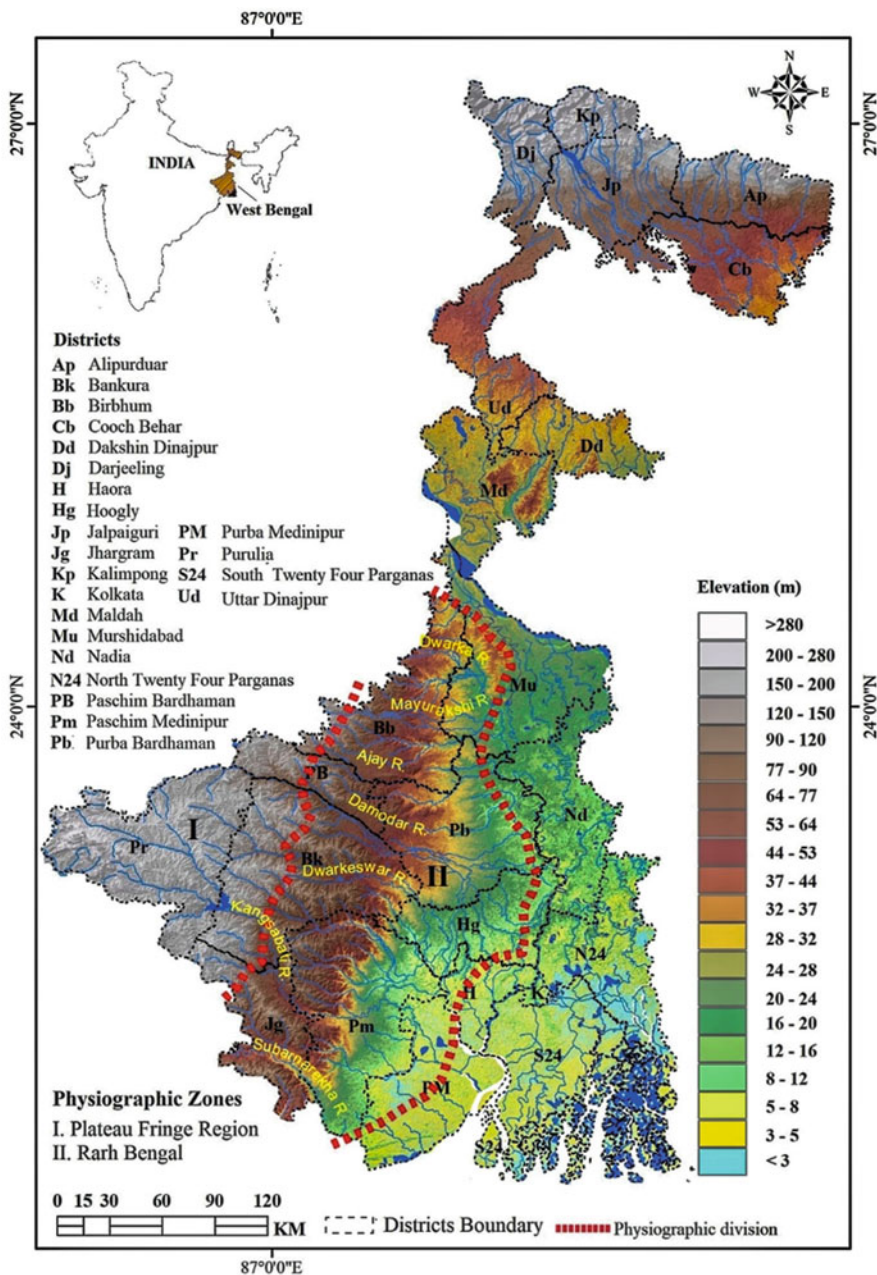 87°0'0"E
27°0'0"N
27°0'0"N
24°0'0"N
24°0'0"N
N
W E
S
INDIA
West Bengal
Kp
Dj
Jp
Ap
Cb
Ud
Dd
Md
Districts
Ap Alipurduar
Bk Bankura
Bb Birbhum
Cb Cooch Behar
Dd Dakshin Dinajpur
Dj Darjeeling
H Haora
Hg Hoogly
Jp Jalpaiguri PM Purba Medinipur
Jg Jhargram Pr Purulia
Kp Kalimpong S24 South Twenty Four Parganas
K Kolkata Ud Uttar Dinajpur
Md Maldah
Mu Murshidabad
Nd Nadia
N24 North Twenty Four Parganas
PB Paschim Bardhaman
Pm Paschim Medinipur
Pb Purba Bardhaman
Elevation (m)
>280
200 - 280
150 - 200
120 - 150
90 - 120
77 - 90
64 - 77
53 - 64
44 - 53
37 - 44
32 - 37
28 - 32
24 - 28
20 - 24
16 - 20
12 - 16
8 - 12
5 - 8
3 - 5
< 3
Dwarka R.
Mu
Mayurakshi R.
Bb
Ajay R.
PB
Damodar R.
Pb
Nd
I
Pr
Bk
Dwarkeswar R.
II
Kangsabati R.
Hg
N24
H
K
Jg
Pm
S24
Subarnarekha R.
PM
S24
Physiographic Zones
I. Plateau Fringe Region
II. Rarh Bengal
0 15 30 60 90 120
KM
Districts Boundary
Physiographic division
87°0'0"E